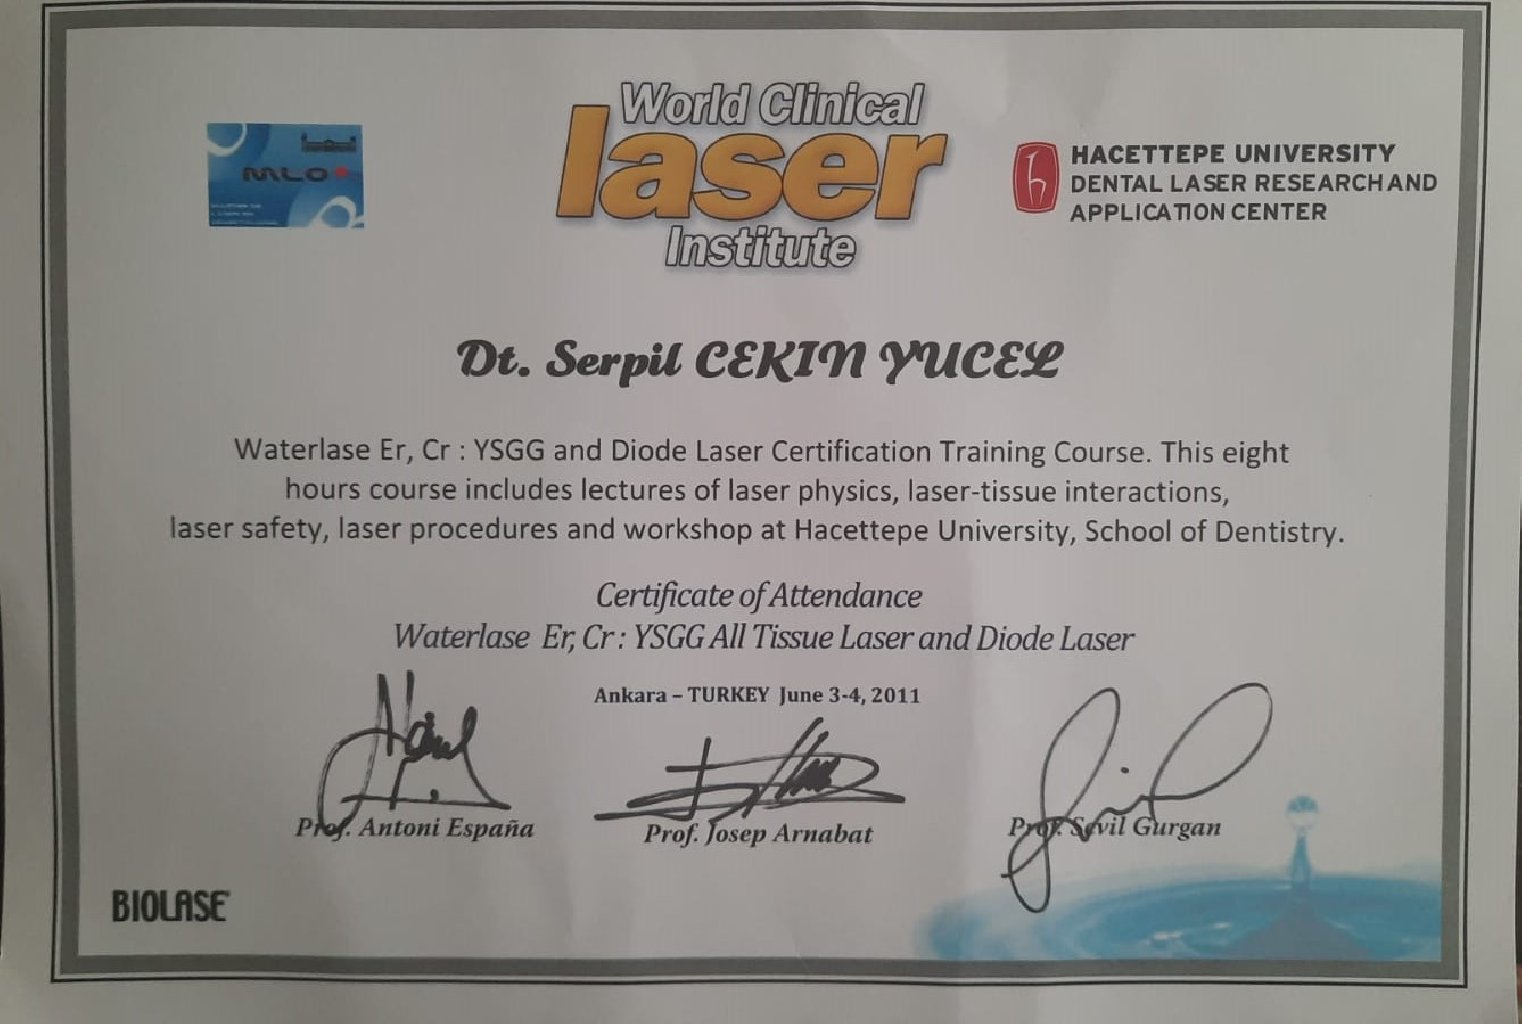 World Clinical
laser
Institute
MLO
HACETTEPE UNIVERSITY
DENTAL LASER RESEARCH AND
APPLICATION CENTER
Dt. Serpil CEKIN YUCEL
Waterlase Er, Cr : YSGG and Diode Laser Certification Training Course. This eight
hours course includes lectures of laser physics, laser-tissue interactions,
laser safety, laser procedures and workshop at Hacettepe University, School of Dentistry.
Certificate of Attendance
Waterlase Er, Cr : YSGG All Tissue Laser and Diode Laser
Ankara – TURKEY June 3-4, 2011
Prof. Antoni España
Prof. Josep Arnabat
Prof. Sevil Gurgan
BIOLASE